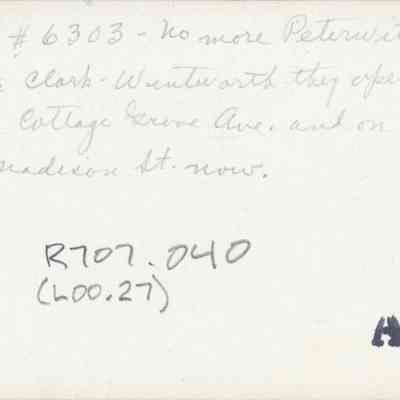 #6303 - No more Peterwit
Clark-Wentworth they ope
Cottage Grove Ave. and on
Madison St. now.
R707.040
(L00.27)
H